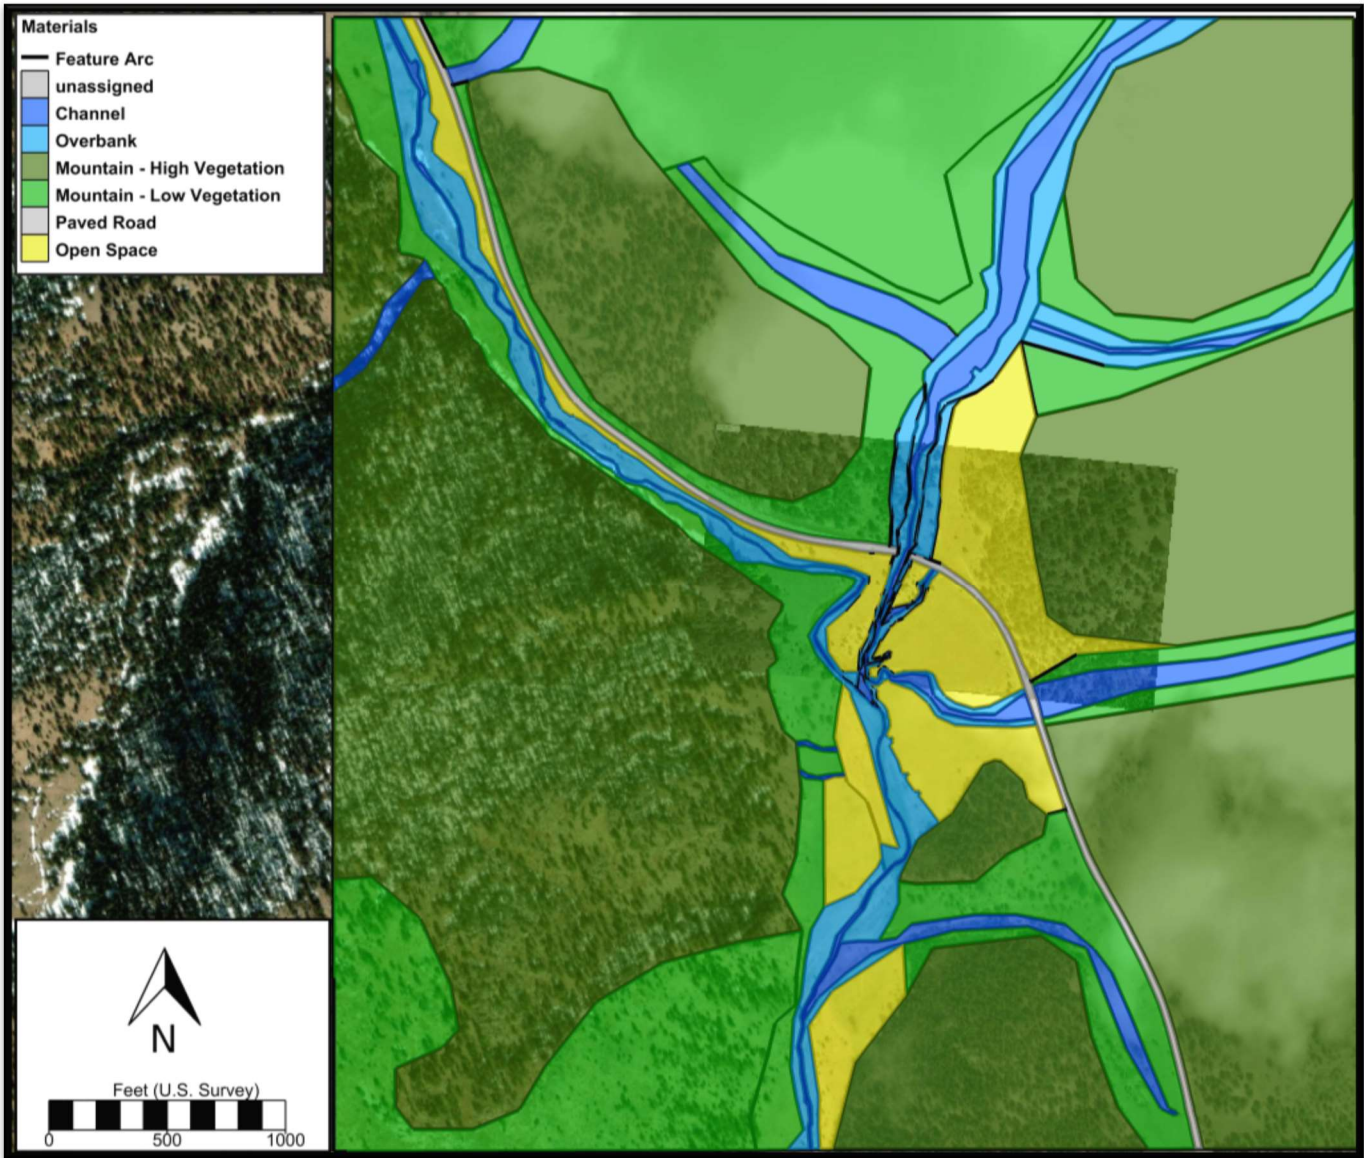 Materials
Feature Arc
unassigned
Channel
Overbank
Mountain - High Vegetation
Mountain - Low Vegetation
Paved Road
Open Space
N
Feet (U.S. Survey)
0 500 1000